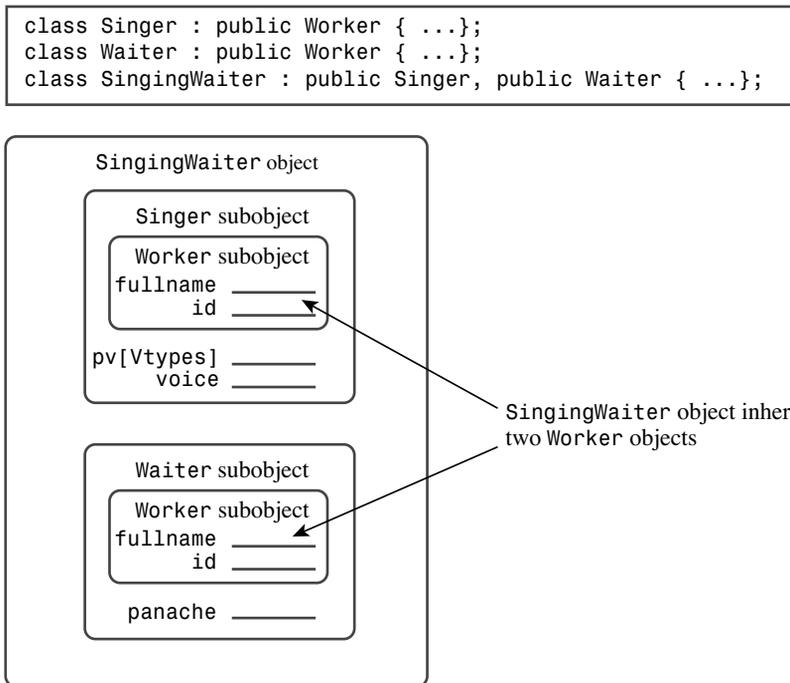 class Singer : public Worker { ...};
class Waiter : public Worker { ...};
class SingingWaiter : public Singer, public Waiter { ...};
SingingWaiter object
Singer subobject
Worker subobject
fullname
id
pv[Vtypes]
voice
SingingWaiter object inher
two Worker objects
Waiter subobject
Worker subobject
fullname
id
panache